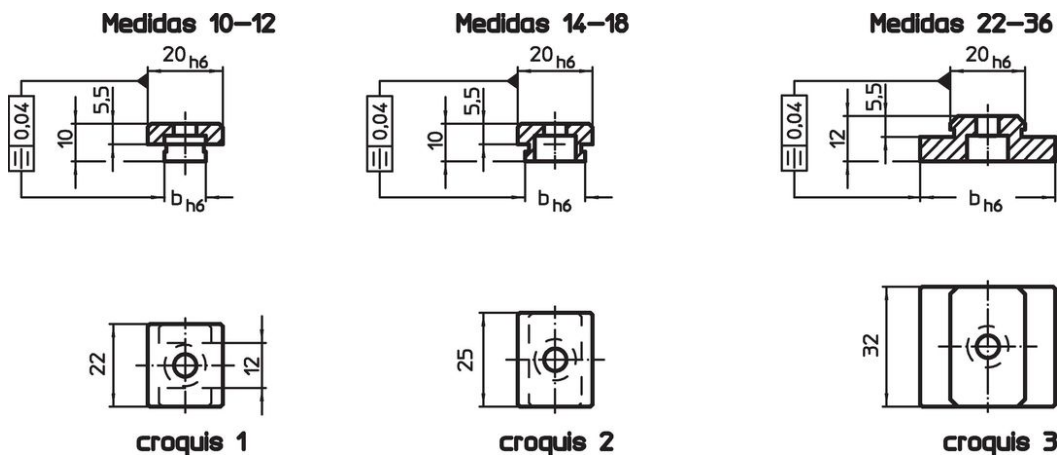 Medidas 10–12
20 h6
0,04
5,5
10
b h6
22
12
croquis 1
Medidas 14–18
20 h6
0,04
5,5
10
b h6
25
croquis 2
Medidas 22–36
20 h6
0,04
5,5
12
b h6
32
croquis 3